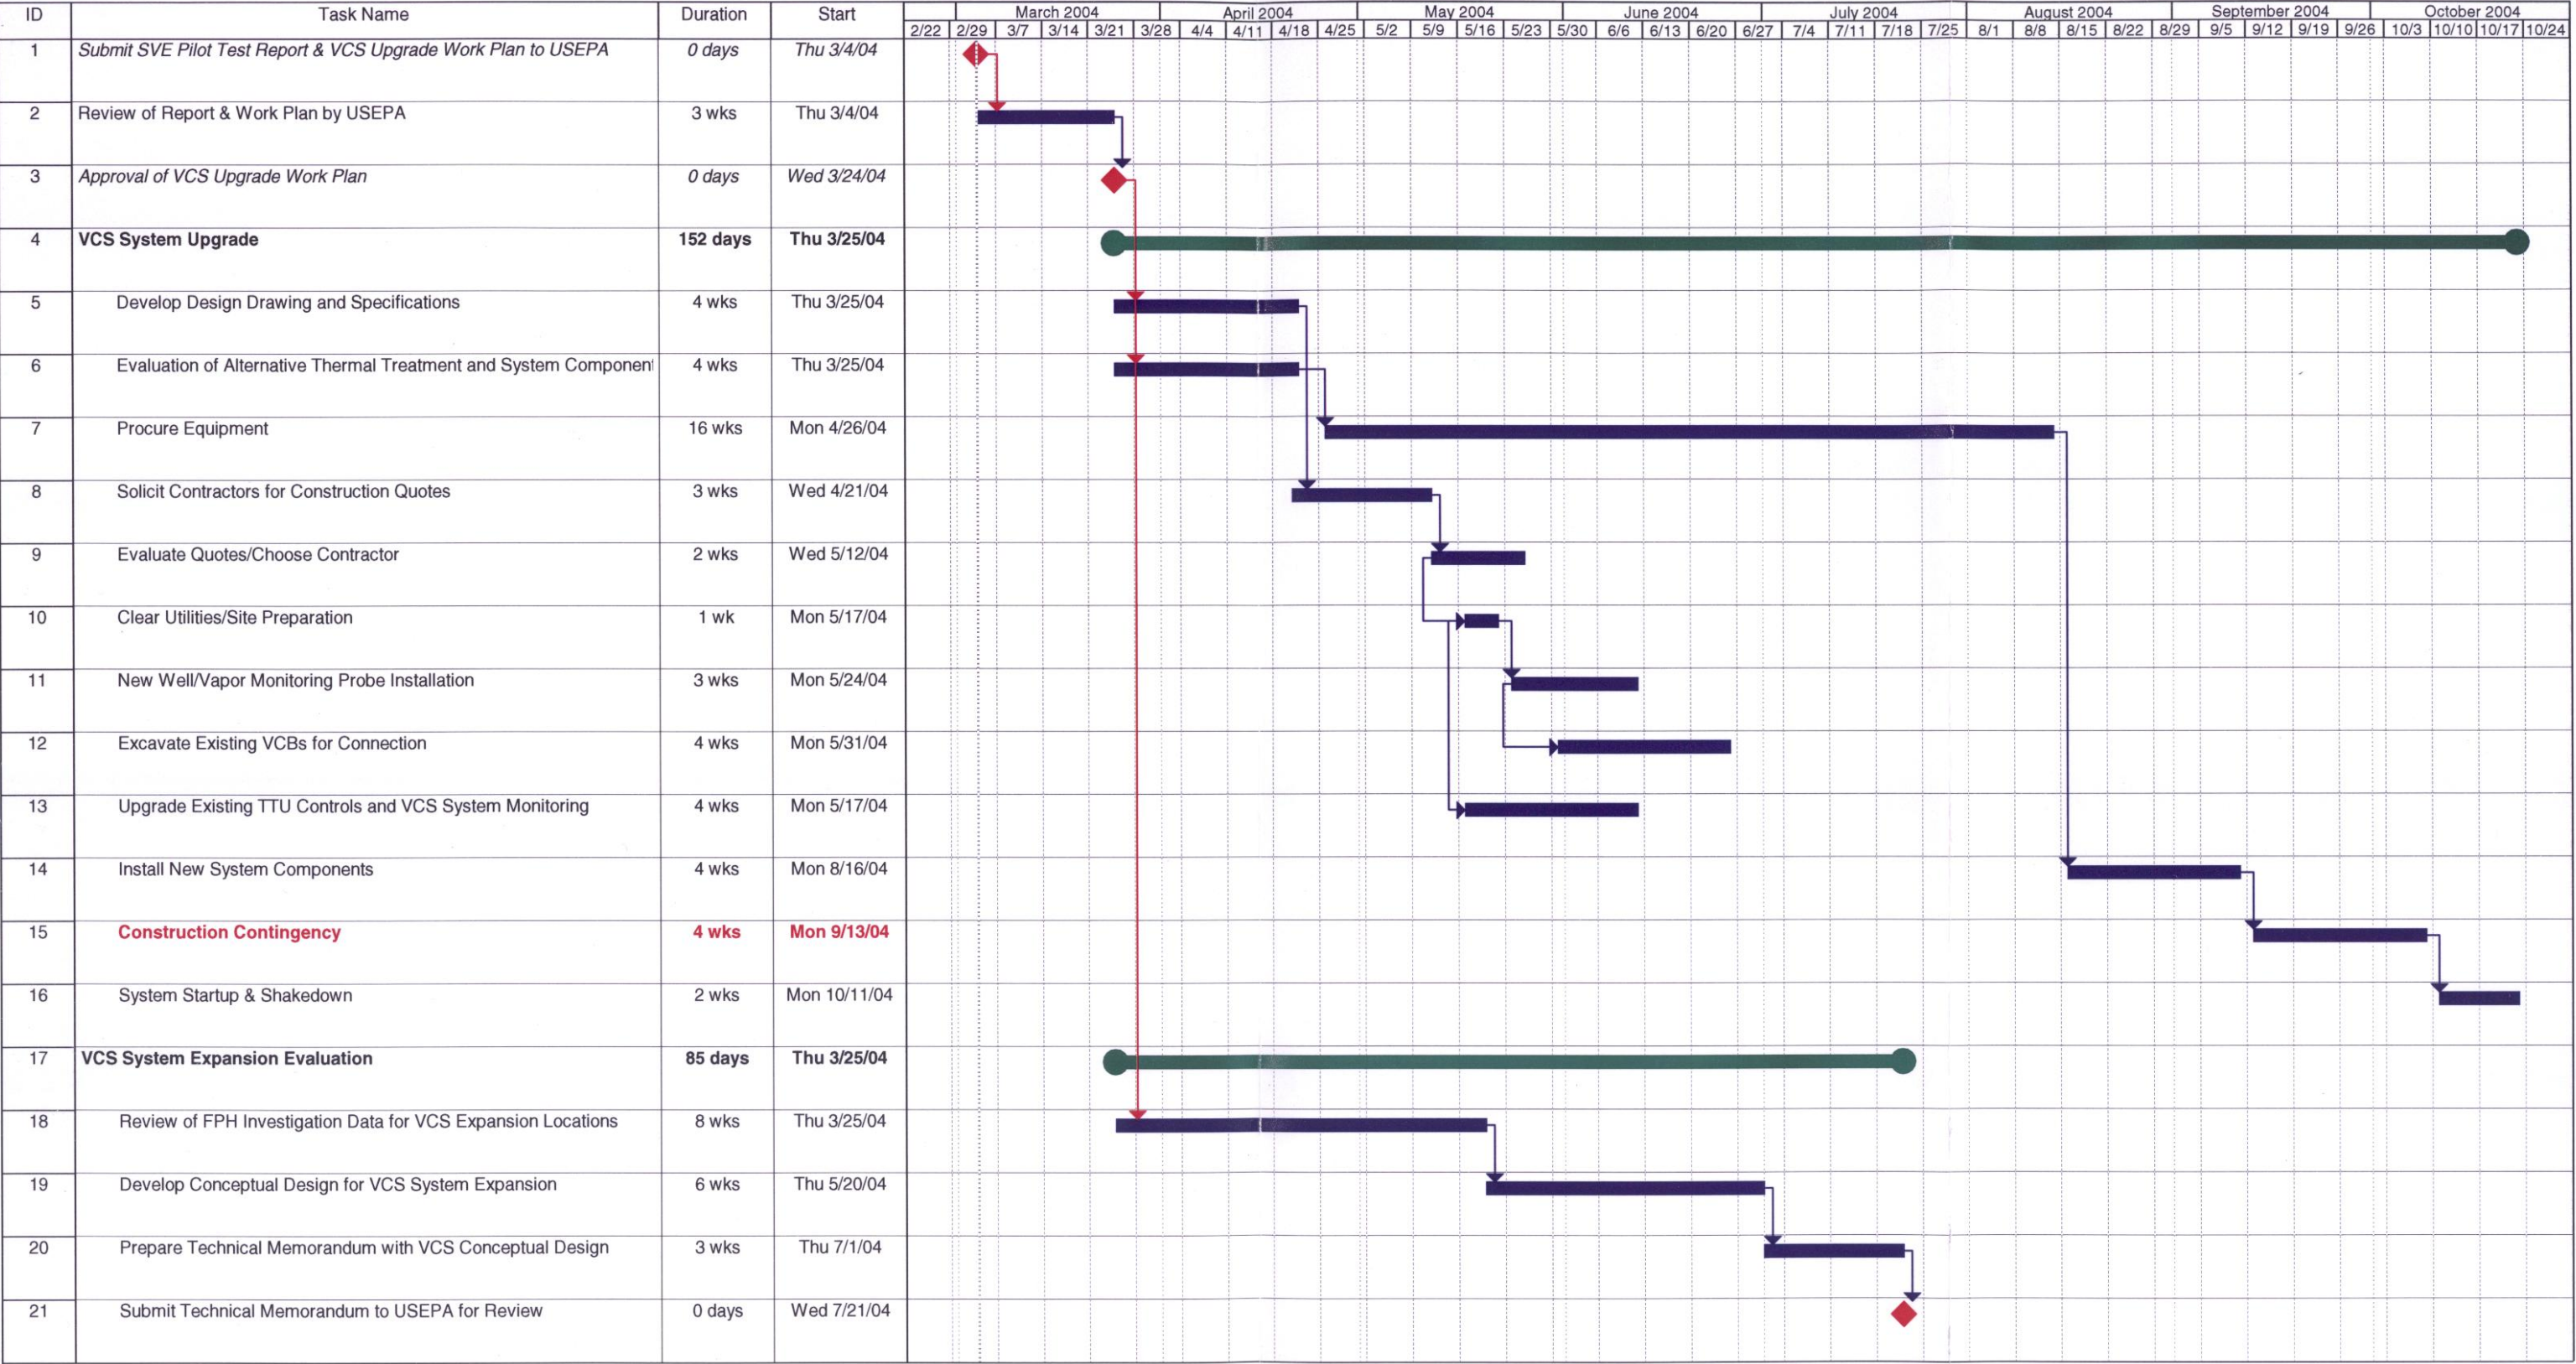 ID Task Name Duration Start March 2004 April 2004 May 2004 June 2004 July 2004 August 2004 September 2004 October 2004
2/22 2/29 3/7 3/14 3/21 3/28 4/4 4/11 4/18 4/25 5/2 5/9 5/16 5/23 5/30 6/6 6/13 6/20 6/27 7/4 7/11 7/18 7/25 8/1 8/8 8/15 8/22 8/29 9/5 9/12 9/19 9/26 10/3 10/10 10/17 10/24
1 Submit SVE Pilot Test Report & VCS Upgrade Work Plan to USEPA 0 days Thu 3/4/04
2 Review of Report & Work Plan by USEPA 3 wks Thu 3/4/04
3 Approval of VCS Upgrade Work Plan 0 days Wed 3/24/04
4 VCS System Upgrade 152 days Thu 3/25/04
5 Develop Design Drawing and Specifications 4 wks Thu 3/25/04
6 Evaluation of Alternative Thermal Treatment and System Component 4 wks Thu 3/25/04
7 Procure Equipment 16 wks Mon 4/26/04
8 Solicit Contractors for Construction Quotes 3 wks Wed 4/21/04
9 Evaluate Quotes/Choose Contractor 2 wks Wed 5/12/04
10 Clear Utilities/Site Preparation 1 wk Mon 5/17/04
11 New Well/Vapor Monitoring Probe Installation 3 wks Mon 5/24/04
12 Excavate Existing VCBs for Connection 4 wks Mon 5/31/04
13 Upgrade Existing TTU Controls and VCS System Monitoring 4 wks Mon 5/17/04
14 Install New System Components 4 wks Mon 8/16/04
15 Construction Contingency 4 wks Mon 9/13/04
16 System Startup & Shakedown 2 wks Mon 10/11/04
17 VCS System Expansion Evaluation 85 days Thu 3/25/04
18 Review of FPH Investigation Data for VCS Expansion Locations 8 wks Thu 3/25/04
19 Develop Conceptual Design for VCS System Expansion 6 wks Thu 5/20/04
20 Prepare Technical Memorandum with VCS Conceptual Design 3 wks Thu 7/1/04
21 Submit Technical Memorandum to USEPA for Review 0 days Wed 7/21/04